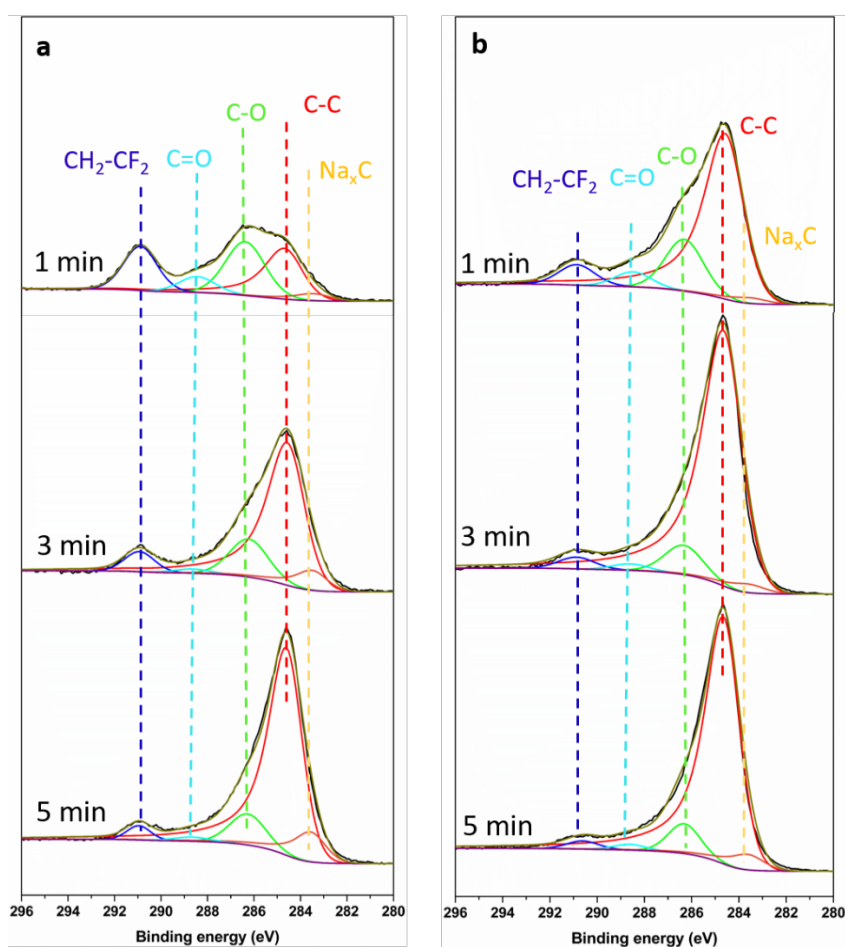 a
C-C
C-O
C=O
CH₂-CF₂
NaₓC
1 min
3 min
5 min
296 294 292 290 288 286 284 282 280
Binding energy (eV)
b
C-C
C-O
C=O
CH₂-CF₂
NaₓC
1 min
3 min
5 min
296 294 292 290 288 286 284 282 280
Binding energy (eV)